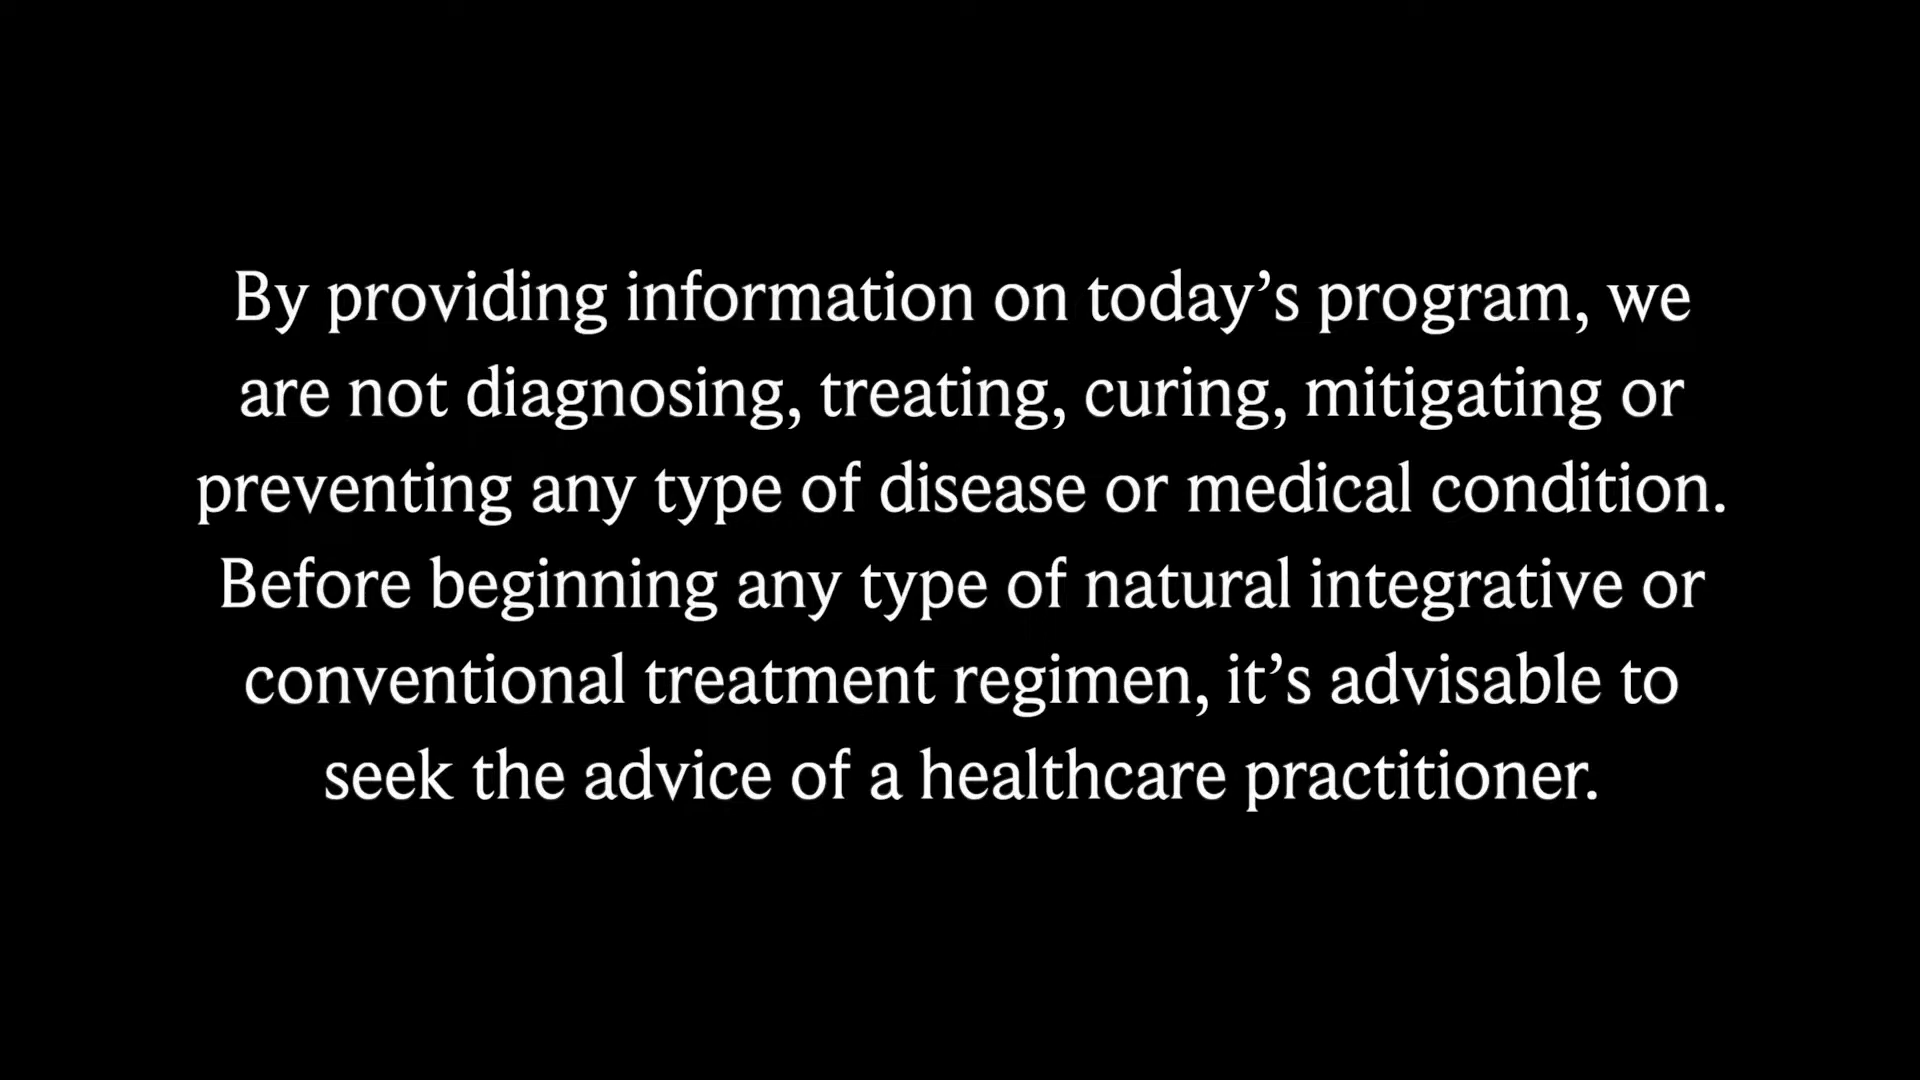 By providing information on today’s program, we
are not diagnosing, treating, curing, mitigating or
preventing any type of disease or medical condition.
Before beginning any type of natural integrative or
conventional treatment regimen, it’s advisable to
seek the advice of a healthcare practitioner.